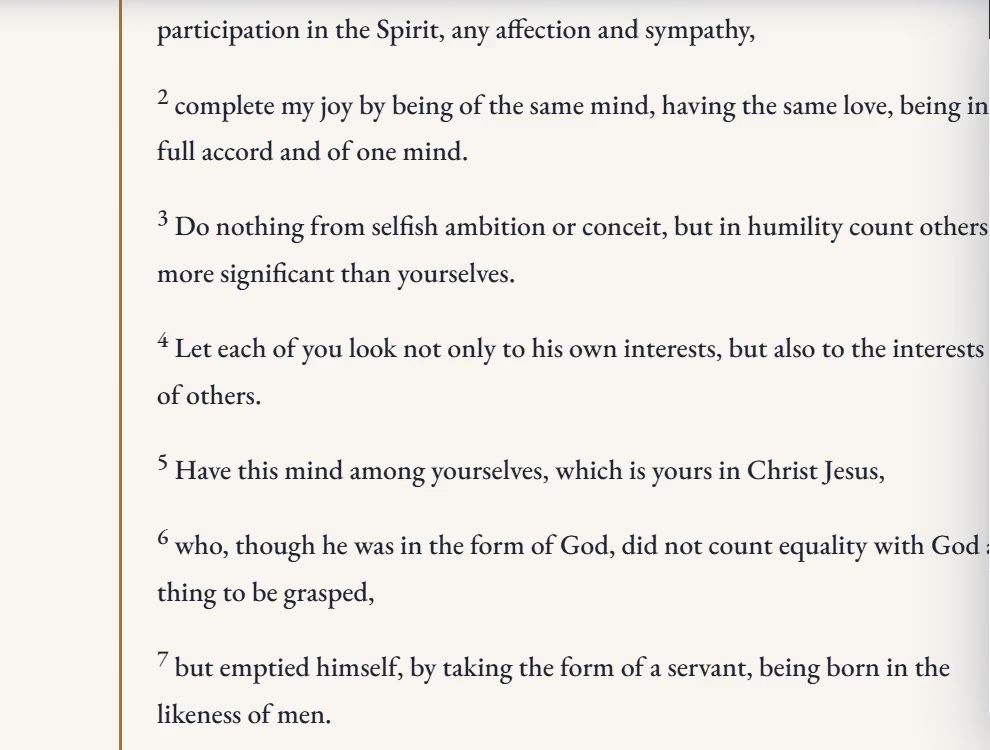 participation in the Spirit, any affection and sympathy,
2 complete my joy by being of the same mind, having the same love, being in
full accord and of one mind.
3 Do nothing from selfish ambition or conceit, but in humility count others
more significant than yourselves.
4 Let each of you look not only to his own interests, but also to the interests
of others.
5 Have this mind among yourselves, which is yours in Christ Jesus,
6 who, though he was in the form of God, did not count equality with God
thing to be grasped,
7 but emptied himself, by taking the form of a servant, being born in the
likeness of men.